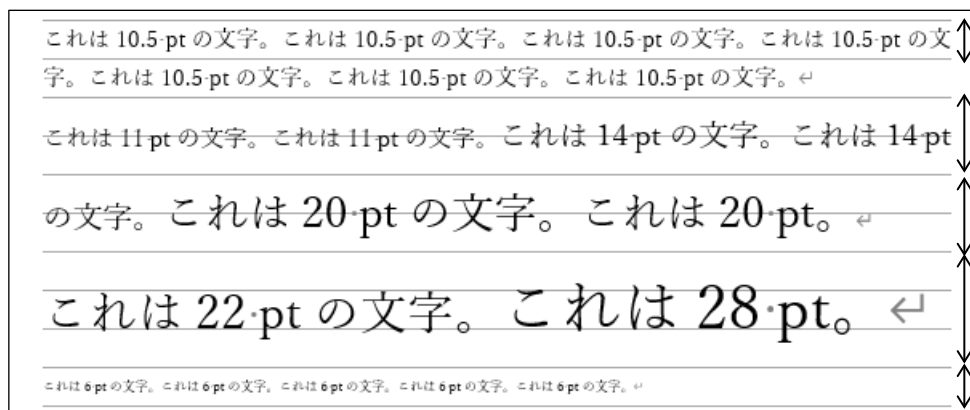 これは 10.5 pt の文字。これは 10.5 pt の文字。これは 10.5 pt の文字。これは 10.5 pt の文
字。これは 10.5 pt の文字。これは 10.5 pt の文字。これは 10.5 pt の文字。↵
これは 11 pt の文字。これは 11 pt の文字。これは 14 pt の文字。これは 14 pt
の文字。これは 20 pt の文字。これは 20 pt。↵
これは 22 pt の文字。これは 28 pt。↵
これは 6 pt の文字。これは 6 pt の文字。これは 6 pt の文字。これは 6 pt の文字。これは 6 pt の文字。↵